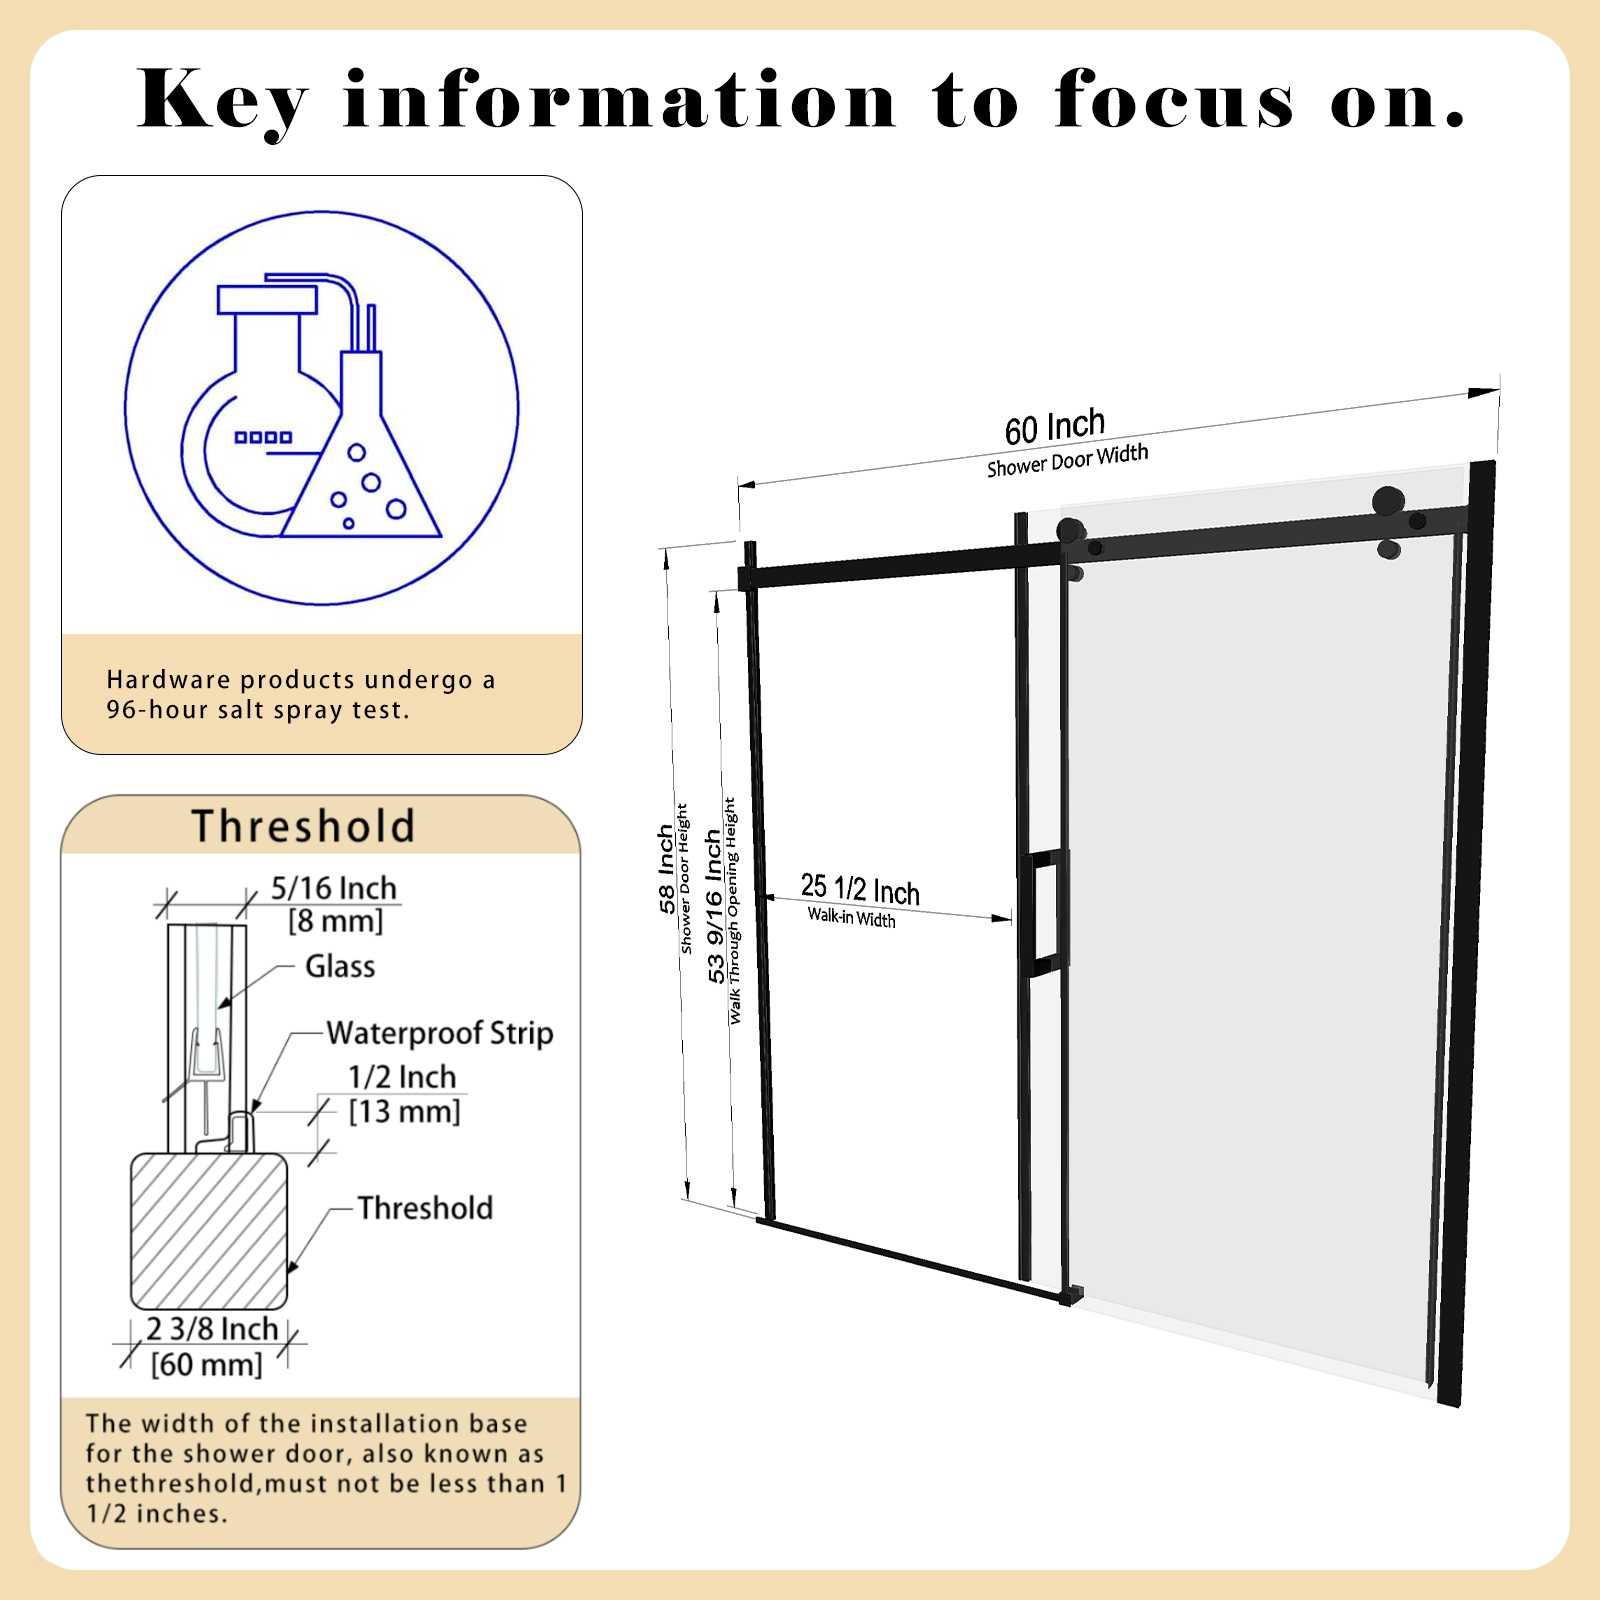 Key information to focus on.
Hardware products undergo a
96-hour salt spray test.
Threshold
5/16 Inch
[8 mm]
Glass
Waterproof Strip
1/2 Inch
[13 mm]
Threshold
2 3/8 Inch
[60 mm]
The width of the installation base
for the shower door, also known as
thethreshold,must not be less than 1
1/2 inches.
60 Inch
Shower Door Width
58 Inch
Shower Door Height
53 9/16 Inch
Walk Through Opening Height
25 1/2 Inch
Walk-in Width